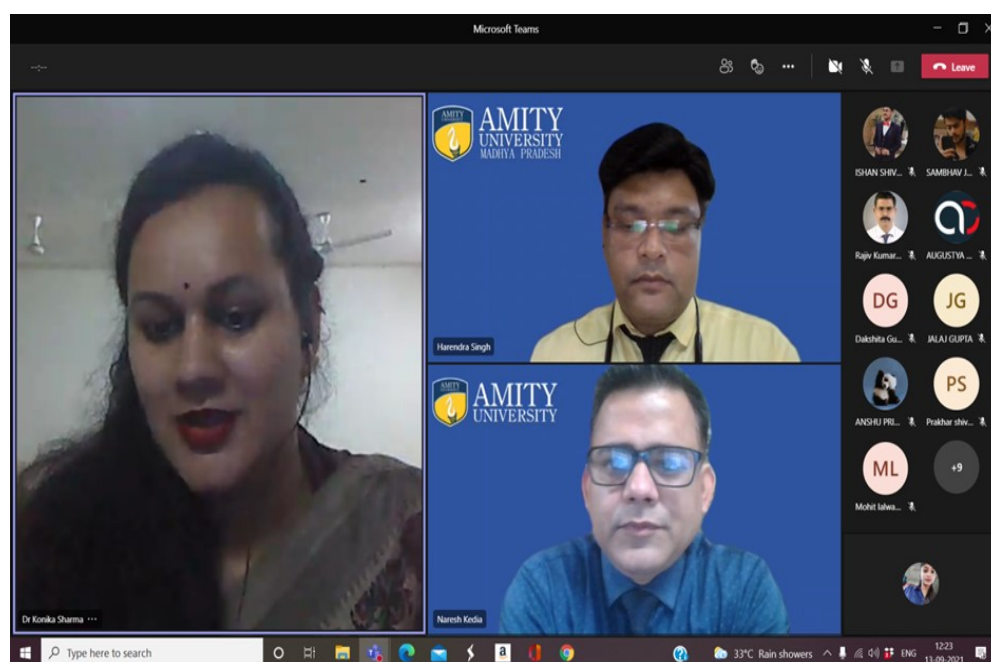 Microsoft Teams
--:--
Leave
AMITY
AMITY
UNIVERSITY
MADHYA PRADESH
Harendra Singh
AMITY
AMITY
UNIVERSITY
Naresh Kedia
Dr Konika Sharma ...
ISHAN SHIV...
SAMBHAV J...
Rajiv Kumar...
AUGUSTYA ...
DG
JG
Dakshita Gu...
JALAJ GUPTA
PS
ANSHU PRI...
Prakhar shiv...
ML
+9
Mohit lalwa...
Type here to search
a
33°C Rain showers
ENG
12:23
13-09-2021